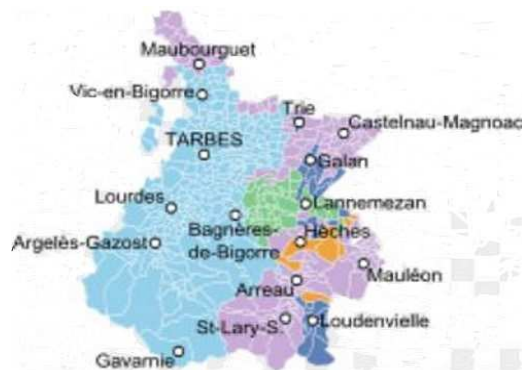 Maubourguet
Vic-en-Bigorre
Trie
Castelnau-Magnoac
TARBES
Galan
Lourdes
Lannemezan
Bagnères-
de-Bigorre
Hèches
Argelès-Gazost
Mauléon
Arreau
St-Lary-S.
Loudenvielle
Gavarnie